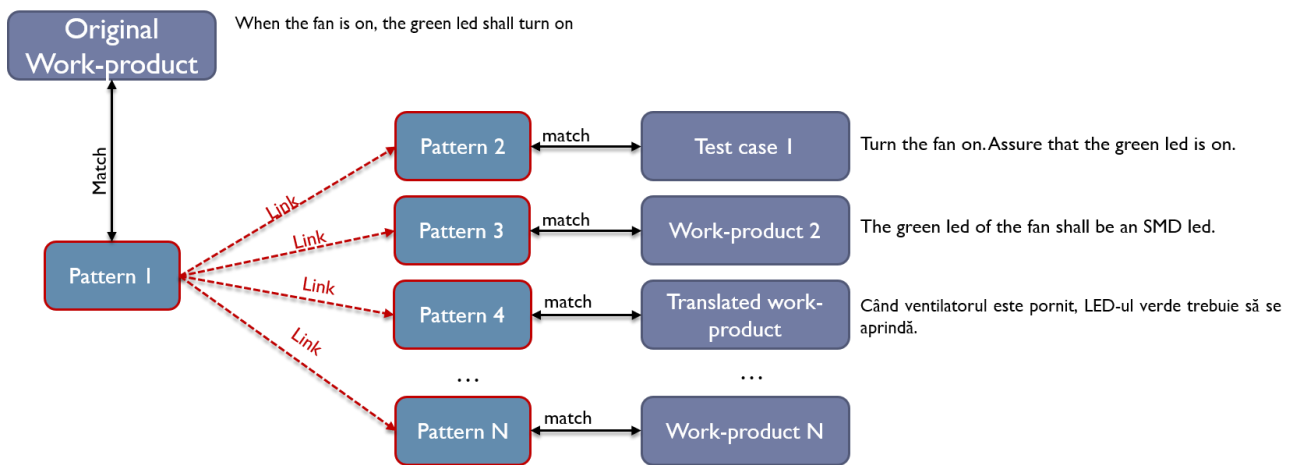 Original
Work-product
When the fan is on, the green led shall turn on
Match
Pattern 1
Link
Link
Link
Link
Pattern 2
match
Test case 1
Turn the fan on. Assure that the green led is on.
Pattern 3
match
Work-product 2
The green led of the fan shall be an SMD led.
Pattern 4
match
Translated work-
product
Când ventilatorul este pornit, LED-ul verde trebuie să se
aprindă.
...
...
Pattern N
match
Work-product N